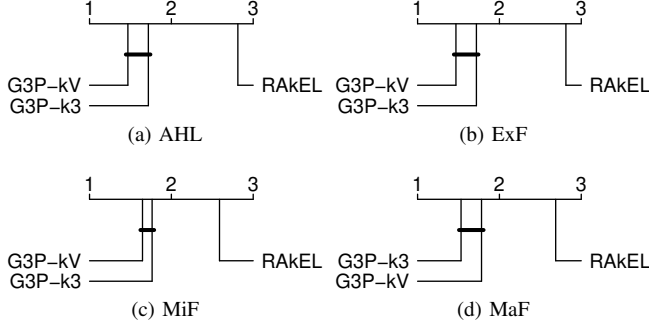 1 2 3
G3P−kV RAkEL
G3P−k3
(a) AHL
1 2 3
G3P−kV RAkEL
G3P−k3
(b) ExF
1 2 3
G3P−kV RAkEL
G3P−k3
(c) MiF
1 2 3
G3P−k3 RAkEL
G3P−kV
(d) MaF